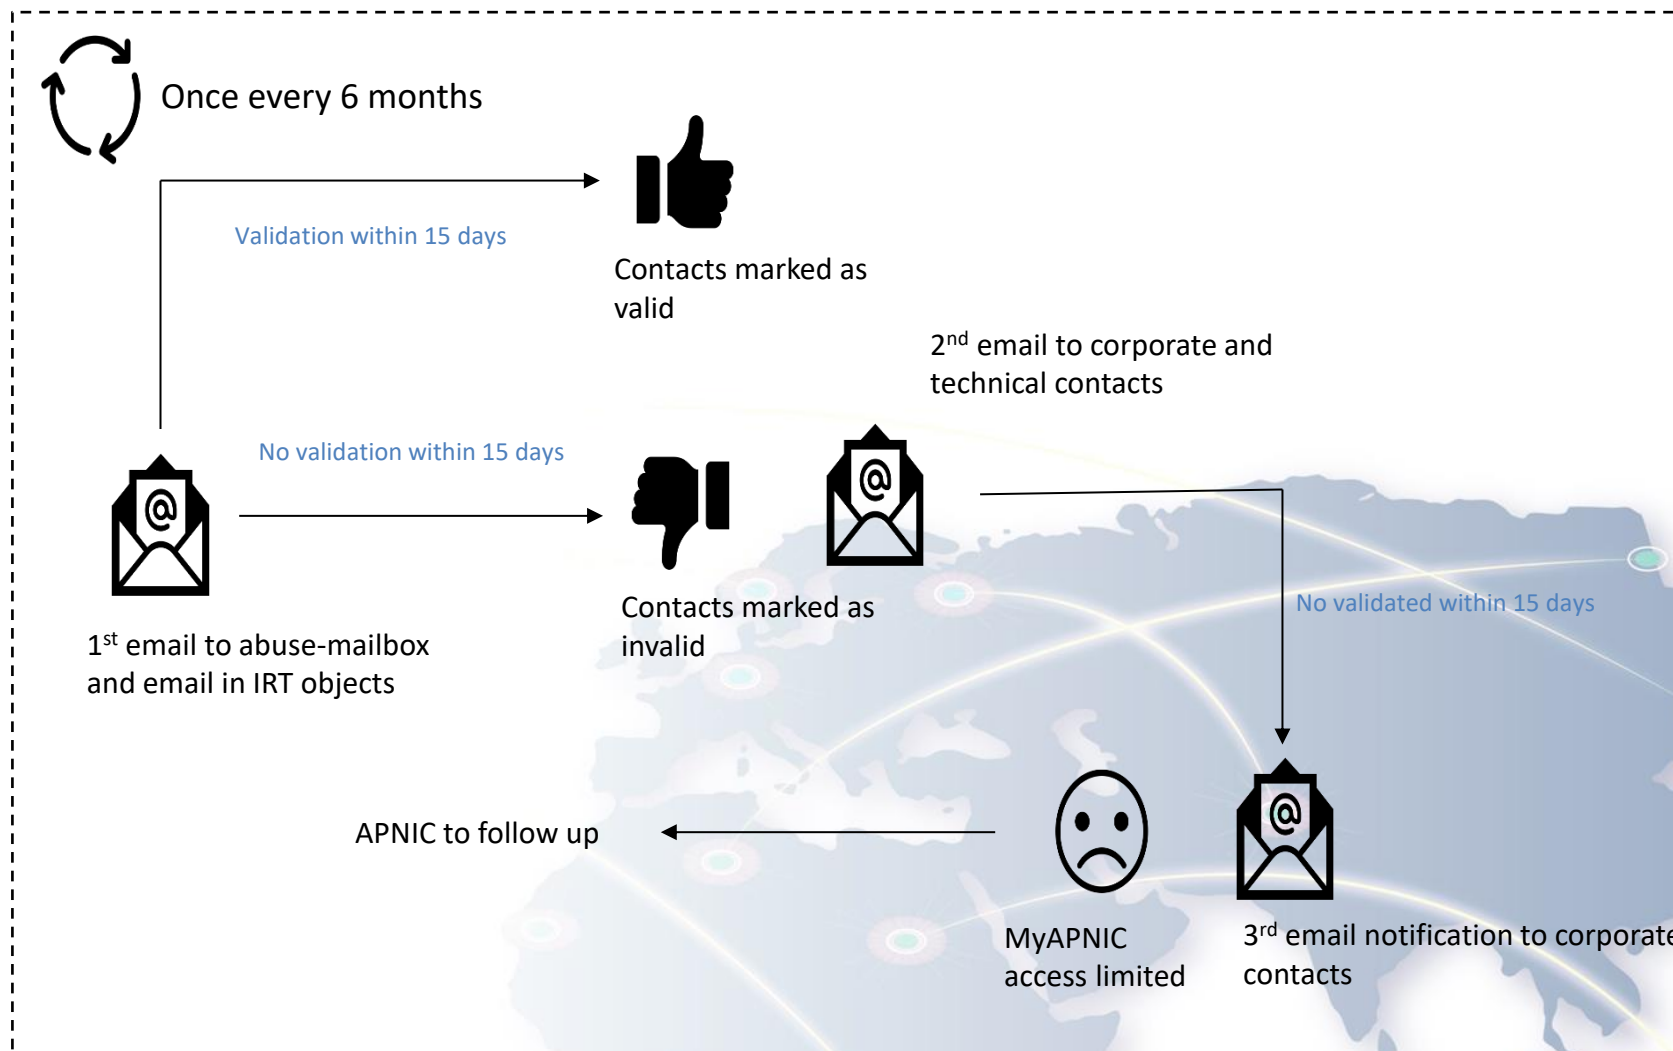 Once every 6 months
Validation within 15 days
Contacts marked as
valid
2nd email to corporate and
technical contacts
No validation within 15 days
@
@
Contacts marked as
invalid
No validated within 15 days
1st email to abuse-mailbox
and email in IRT objects
@
APNIC to follow up
MyAPNIC
access limited
3rd email notification to corporate
contacts